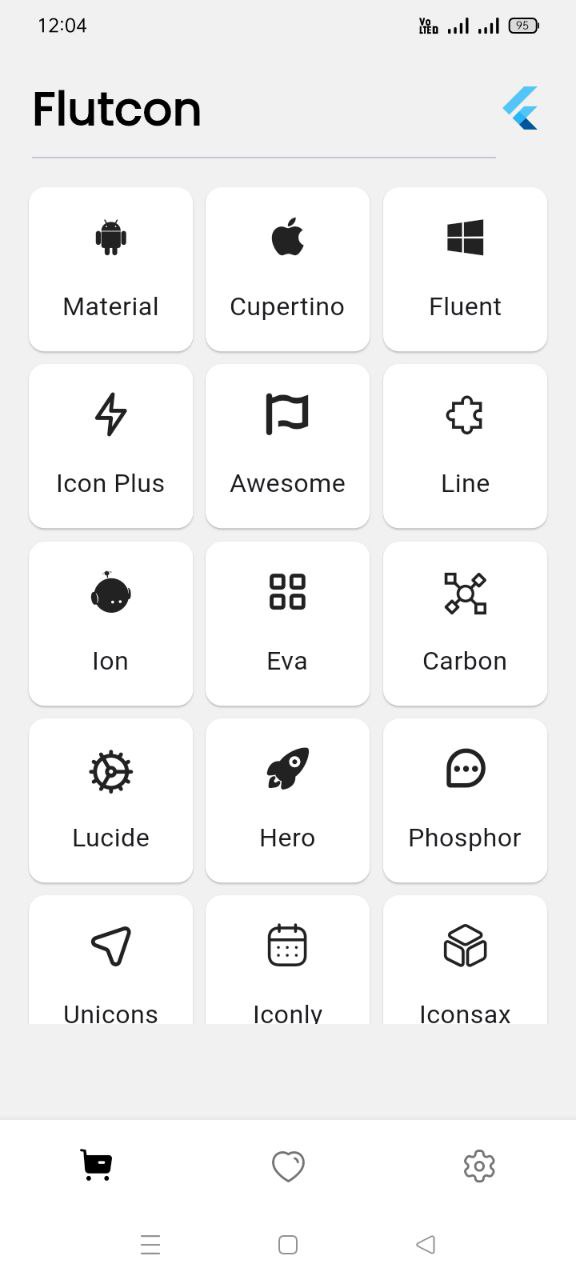 12:04
Vo LTED
95
Flutcon
Material
Cupertino
Fluent
Icon Plus
Awesome
Line
Ion
Eva
Carbon
Lucide
Hero
Phosphor
Unicons
Iconly
Iconsax